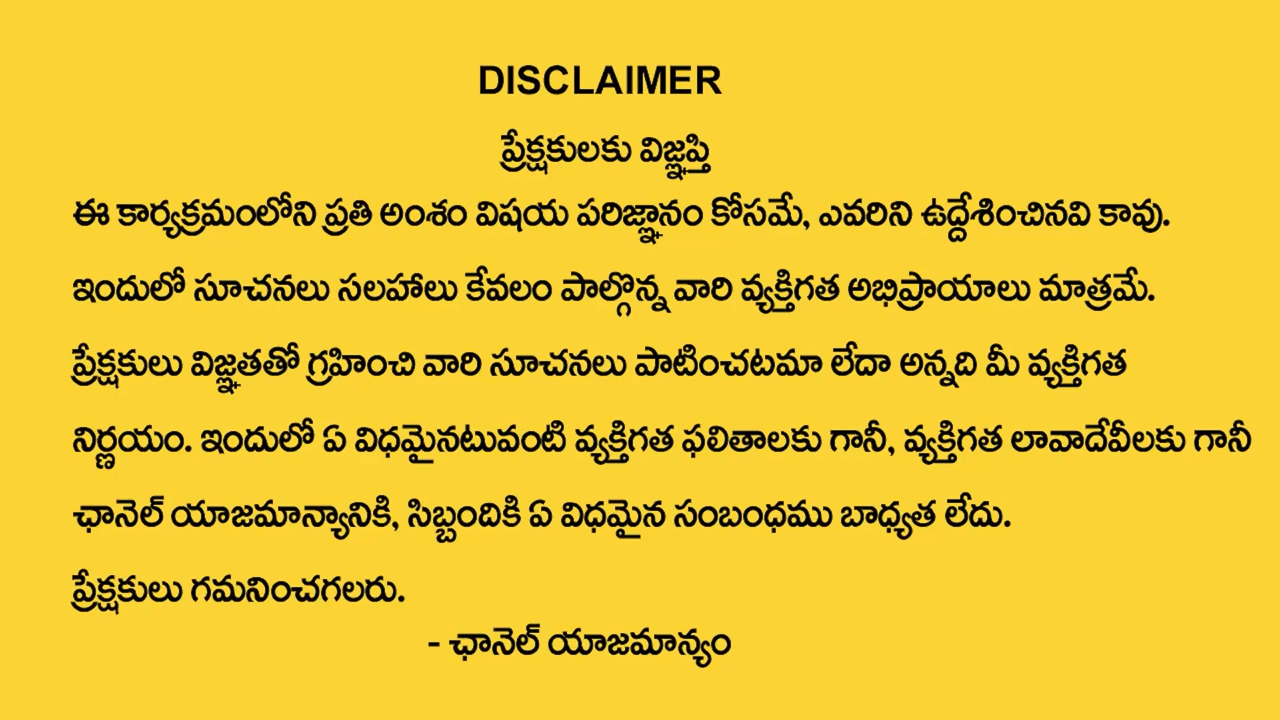 DISCLAIMER
ప్రేక్షకులకు విజ్ఞప్తి
ఈ కార్యక్రమంలోని ప్రతి అంశం విషయ పరిజ్ఞానం కోసమే, ఎవరిని ఉద్దేశించినవి కావు.
ఇందులో సూచనలు సలహాలు కేవలం పాల్గొన్న వారి వ్యక్తిగత అభిప్రాయాలు మాత్రమే.
ప్రేక్షకులు విజ్ఞతతో గ్రహించి వారి సూచనలు పాటించటమా లేదా అన్నది మీ వ్యక్తిగత
నిర్ణయం. ఇందులో ఏ విధమైనటువంటి వ్యక్తిగత ఫలితాలకు గానీ, వ్యక్తిగత లావాదేవీలకు గానీ
ఛానెల్ యాజమాన్యానికి, సిబ్బందికి ఏ విధమైన సంబంధము బాధ్యత లేదు.
ప్రేక్షకులు గమనించగలరు.
- ఛానెల్ యాజమాన్యం